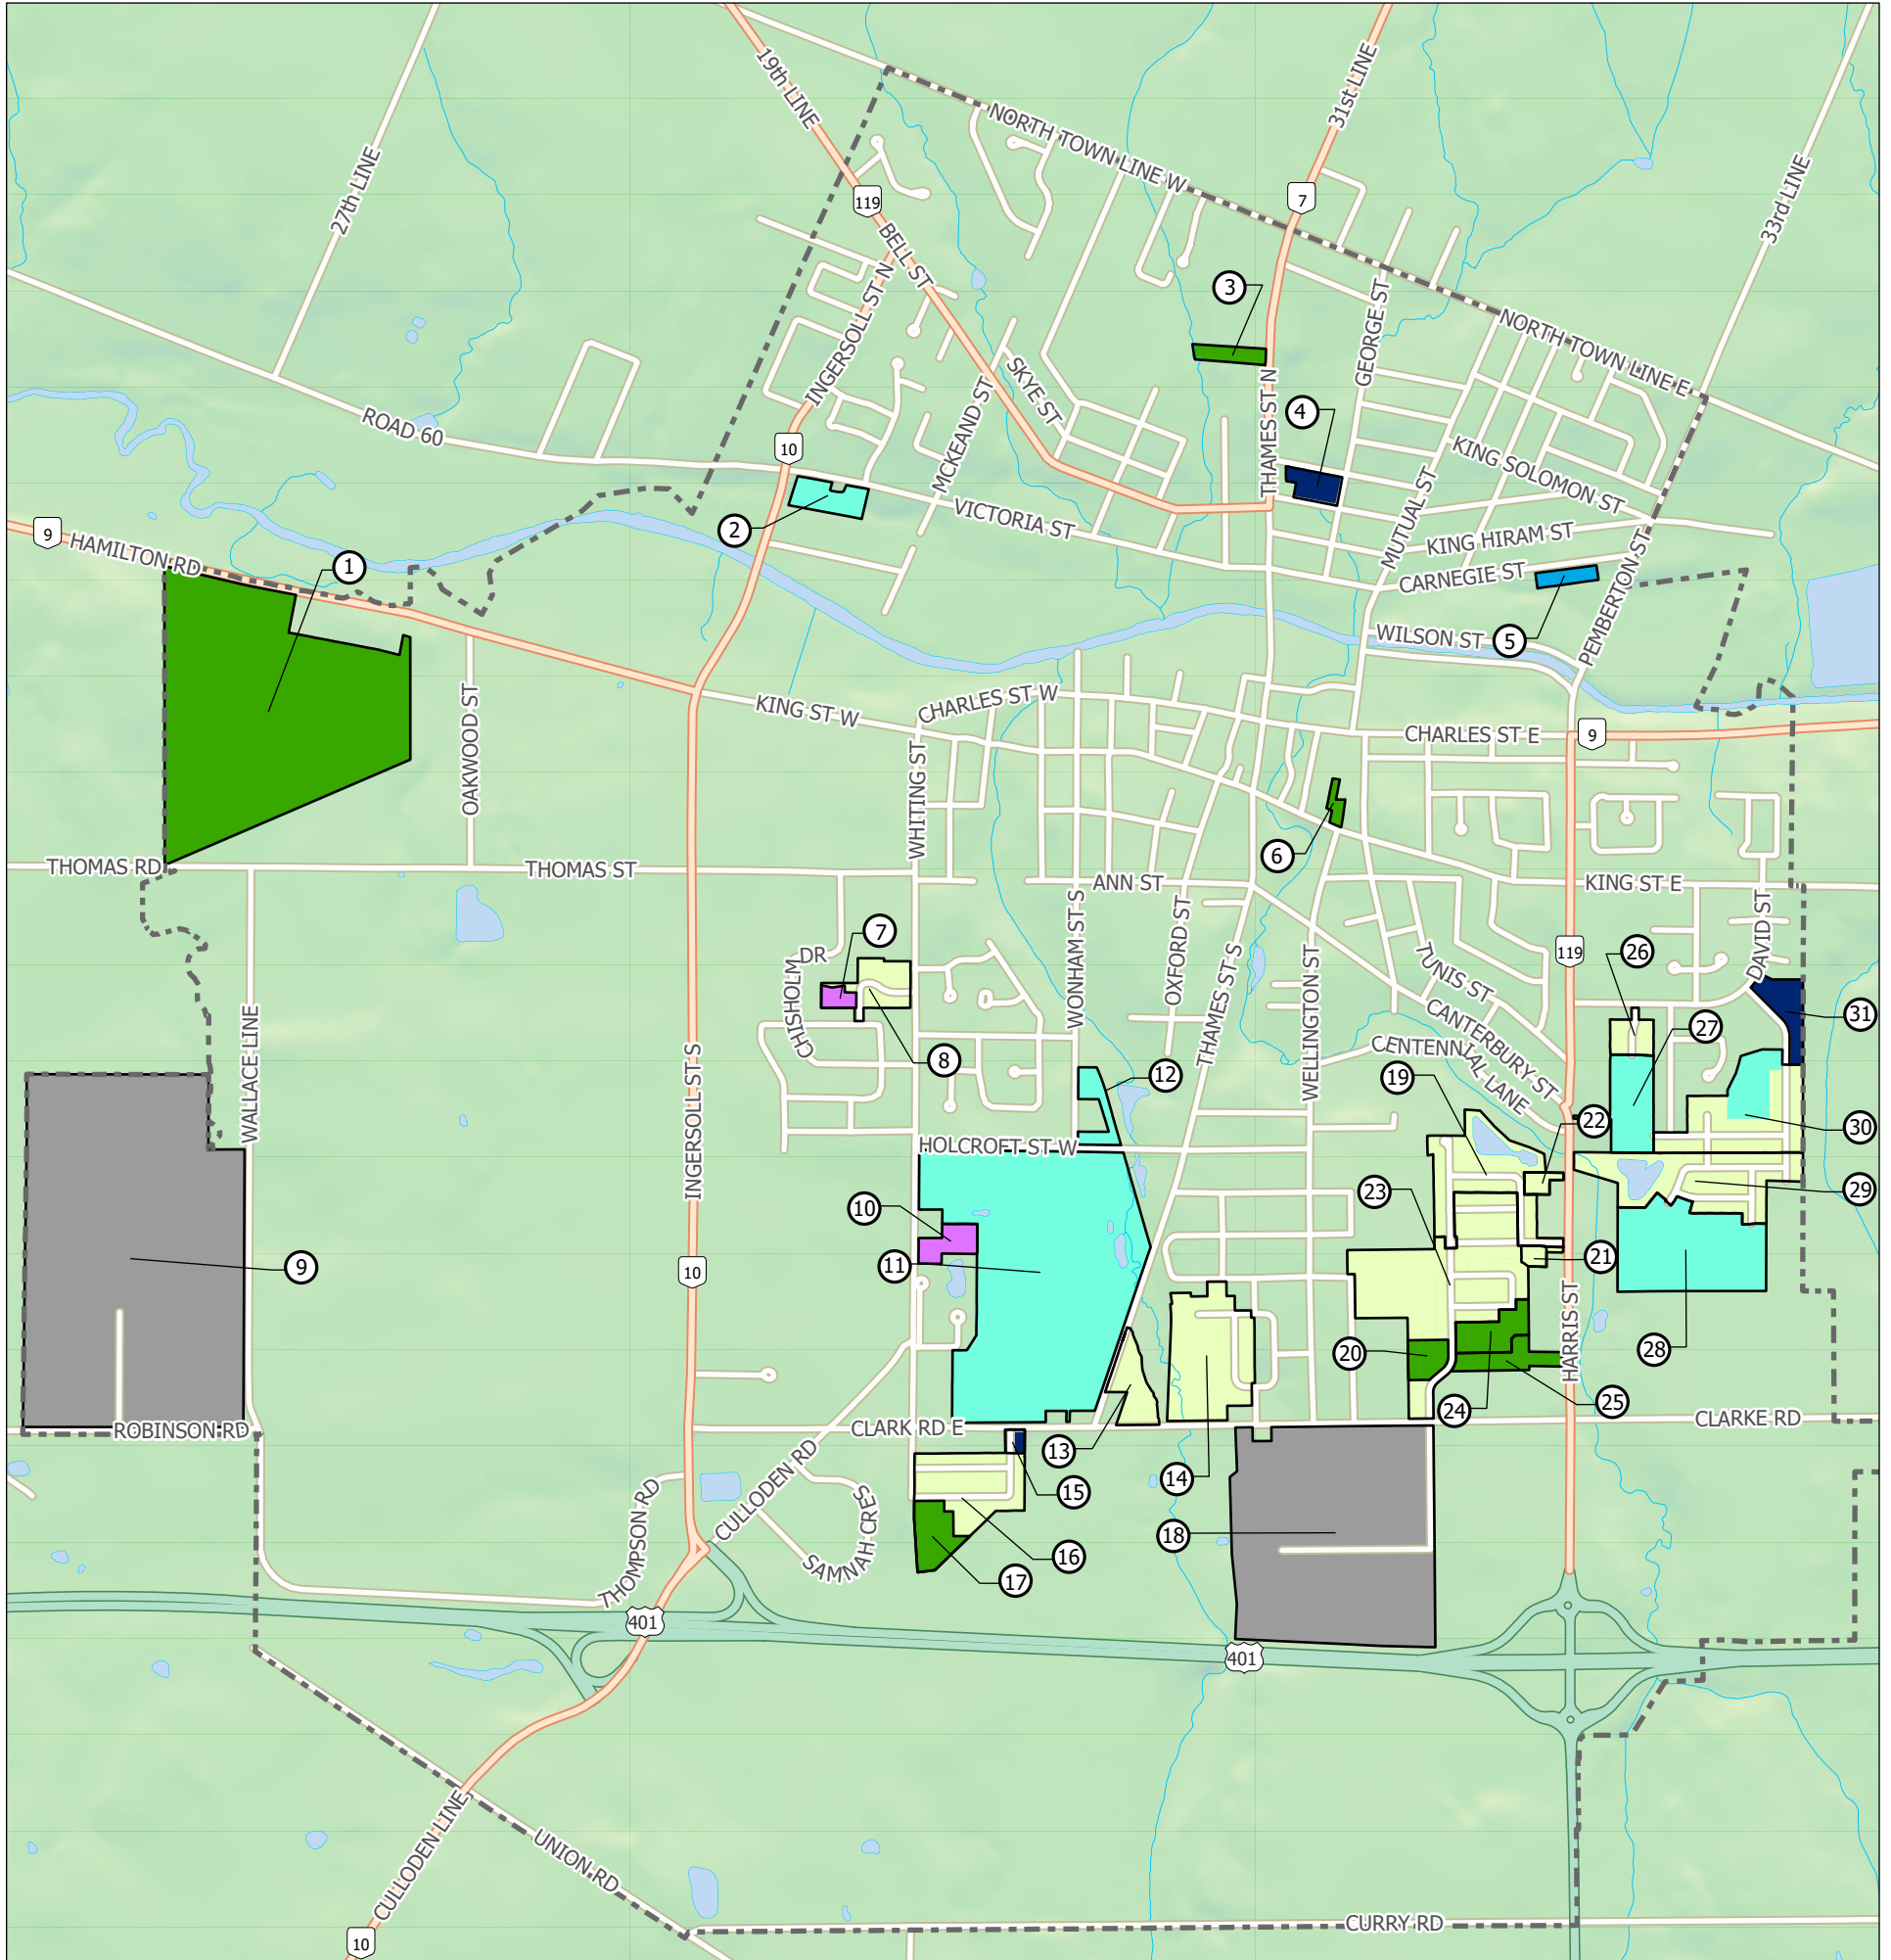 19th LINE
31st LINE
27th LINE
NORTH TOWN LINE W
33rd LINE
119
7
BELL ST
INGERSOLL ST N
3
GEORGE ST
NORTH TOWN LINE E
SKYE ST
THAMES ST N
4
MCKEAND ST
ROAD 60
10
KING SOLOMON ST
MUTUAL ST
2
VICTORIA ST
9
HAMILTON RD
1
KING HIRAM ST
CARNEGIE ST
PEMBERTON ST
WILSON ST
5
OAKWOOD ST
KING ST W
CHARLES ST W
CHARLES ST E
9
WHITING ST
6
THOMAS RD
THOMAS ST
ANN ST
KING ST E
WONHAM ST S
OXFORD ST
DAVID ST
7
CHISHOLM DR
THAMES ST S
WELLINGTON ST
TUNIS ST
119
26
CANTERBURY ST
31
27
WALLACE LINE
INGERSOLL ST S
8
12
CENTENNIAL LANE
19
22
30
HOLCROFT ST W
23
29
10
21
9
10
11
HARRIS ST
20
28
24
25
ROBINSON RD
CLARK RD E
CLARKE RD
13
14
15
THOMPSON RD
CULLODEN RD
SAMNAH CRES
18
16
17
401
401
CULLODEN LINE
UNION RD
CURRY RD
10